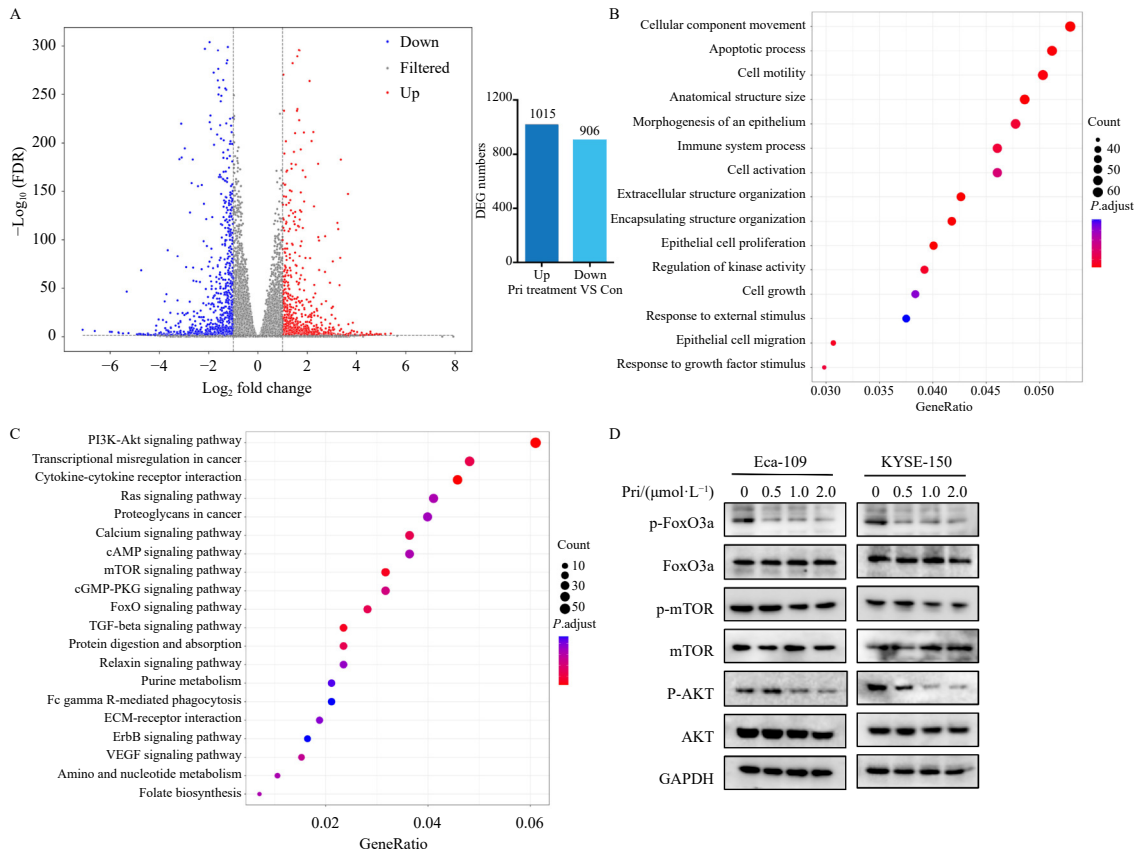 A
−Log10 (FDR)
300
250
200
150
100
50
0
−6
−4
−2
0
2
4
6
8
Log2 fold change
Down
Filtered
Up
DEG numbers
1200
800
400
0
1015
906
Up
Down
Pri treatment VS Con
B
Cellular component movement
Apoptotic process
Cell motility
Anatomical structure size
Morphogenesis of an epithelium
Immune system process
Cell activation
Extracellular structure organization
Encapsulating structure organization
Epithelial cell proliferation
Regulation of kinase activity
Cell growth
Response to external stimulus
Epithelial cell migration
Response to growth factor stimulus
0.030
0.035
0.040
0.045
0.050
GeneRatio
Count
40
50
60
P.adjust
C
PI3K-Akt signaling pathway
Transcriptional misregulation in cancer
Cytokine-cytokine receptor interaction
Ras signaling pathway
Proteoglycans in cancer
Calcium signaling pathway
cAMP signaling pathway
mTOR signaling pathway
cGMP-PKG signaling pathway
FoxO signaling pathway
TGF-beta signaling pathway
Protein digestion and absorption
Relaxin signaling pathway
Purine metabolism
Fc gamma R-mediated phagocytosis
ECM-receptor interaction
ErbB signaling pathway
VEGF signaling pathway
Amino and nucleotide metabolism
Folate biosynthesis
0.02
0.04
0.06
GeneRatio
Count
10
30
50
P.adjust
D
Eca-109
KYSE-150
Pri/(μmol·L−1) 0 0.5 1.0 2.0 0 0.5 1.0 2.0
p-FoxO3a
FoxO3a
p-mTOR
mTOR
P-AKT
AKT
GAPDH